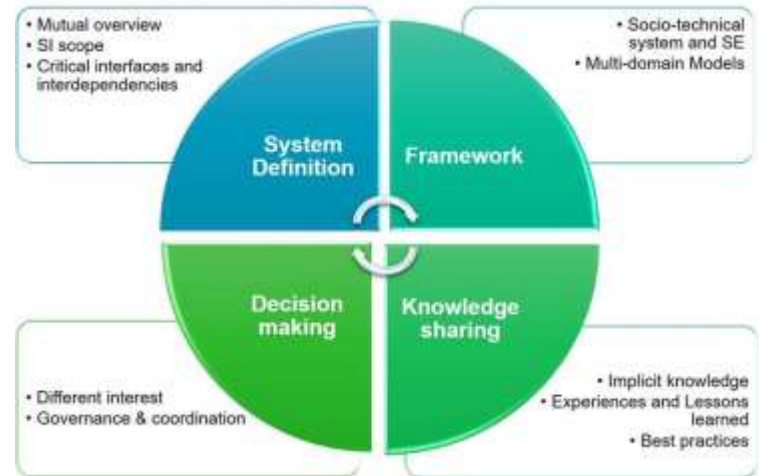 • Mutual overview
• SI scope
• Critical interfaces and
interdependencies
• Socio-technical
system and SE
• Multi-domain Models
System
Definition
Framework
Decision
making
Knowledge
sharing
• Different interest
• Governance & coordination
• Implicit knowledge
• Experiences and Lessons
learned
• Best practices